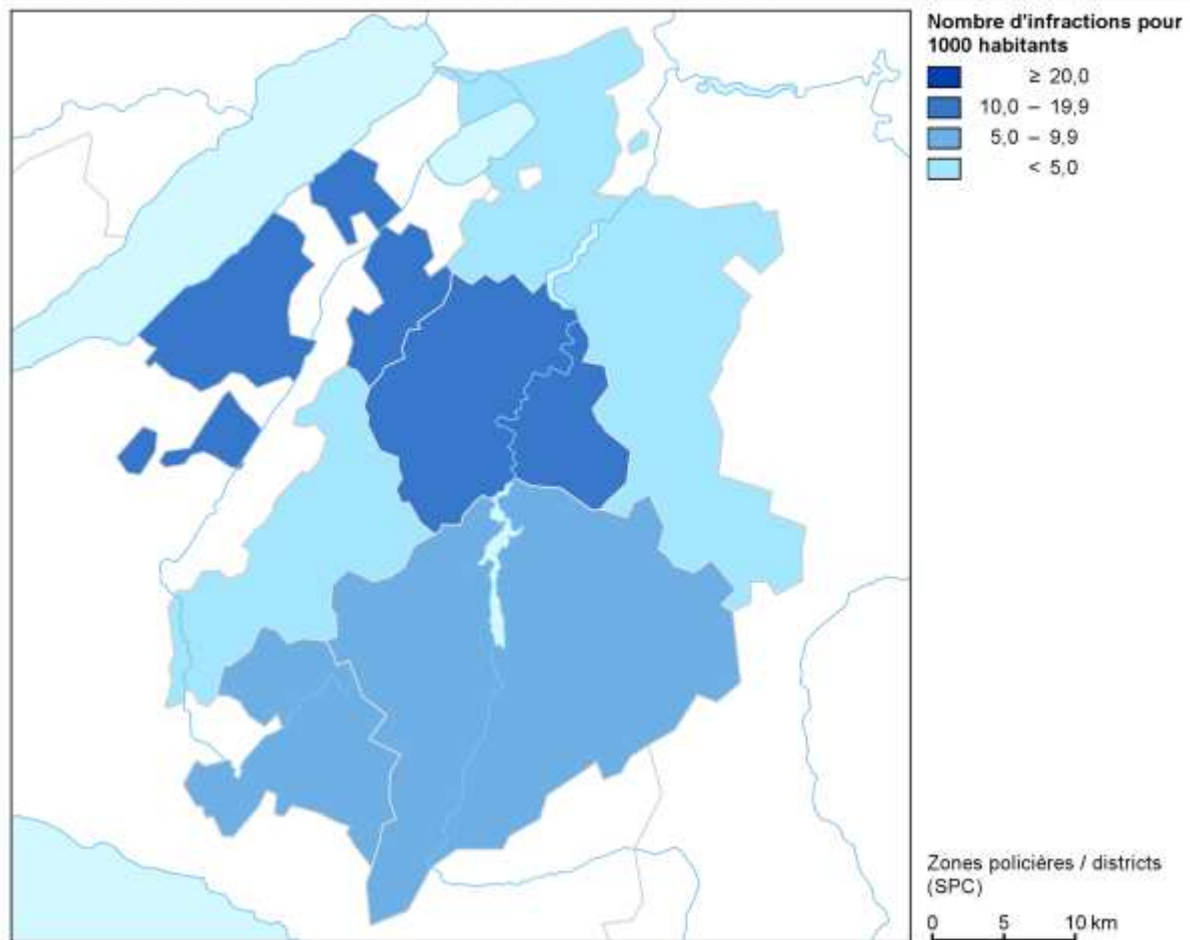 Nombre d'infractions pour
1000 habitants
≥ 20,0
10,0 – 19,9
5,0 – 9,9
< 5,0
Zones policières / districts
(SPC)
0 5 10 km